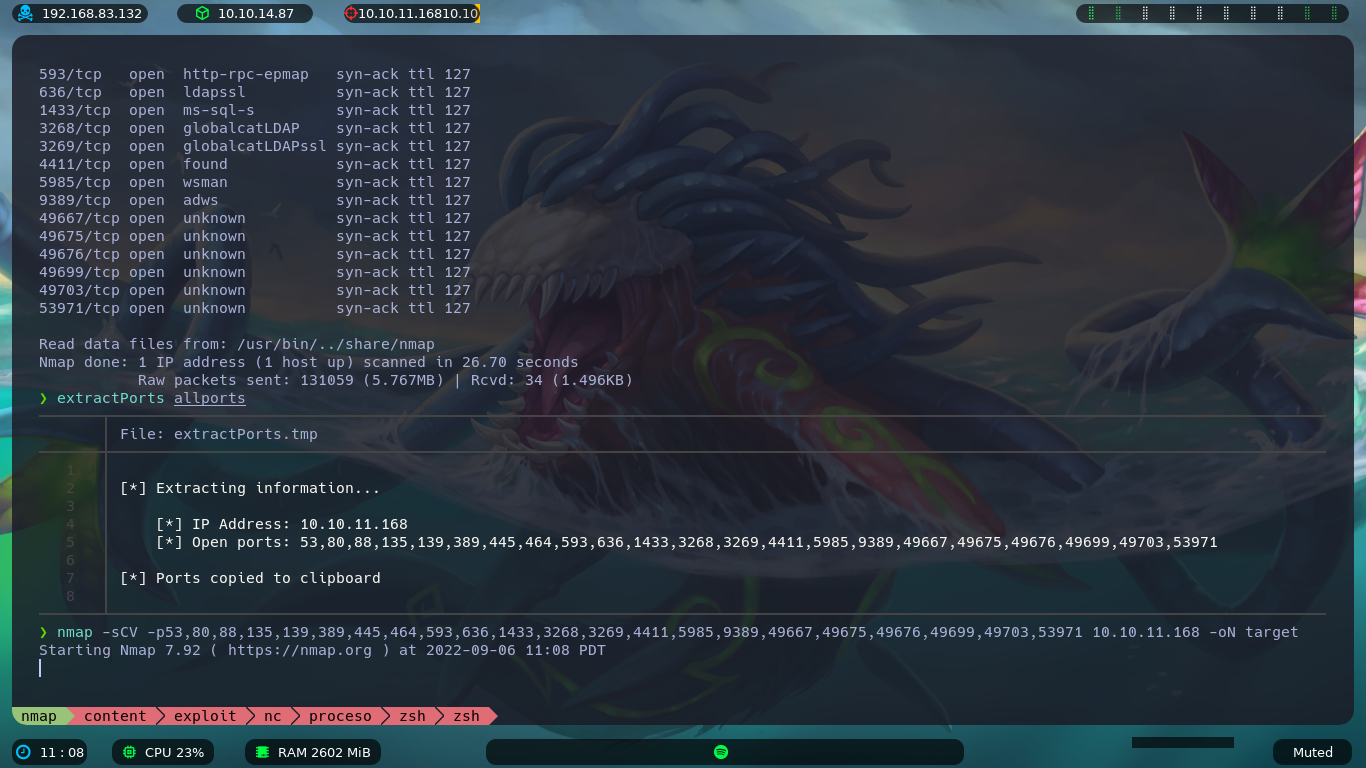 192.168.83.132 10.10.14.87 10.10.11.16810.10
593/tcp open http-rpc-epmap syn-ack ttl 127
636/tcp open ldapssl syn-ack ttl 127
1433/tcp open ms-sql-s syn-ack ttl 127
3268/tcp open globalcatLDAP syn-ack ttl 127
3269/tcp open globalcatLDAPssl syn-ack ttl 127
4411/tcp open found syn-ack ttl 127
5985/tcp open wsman syn-ack ttl 127
9389/tcp open adws syn-ack ttl 127
49667/tcp open unknown syn-ack ttl 127
49675/tcp open unknown syn-ack ttl 127
49676/tcp open unknown syn-ack ttl 127
49699/tcp open unknown syn-ack ttl 127
49703/tcp open unknown syn-ack ttl 127
53971/tcp open unknown syn-ack ttl 127
Read data files from: /usr/bin/../share/nmap
Nmap done: 1 IP address (1 host up) scanned in 26.70 seconds
Raw packets sent: 131059 (5.767MB) | Rcvd: 34 (1.496KB)
❯ extractPorts allports
File: extractPorts.tmp
1
2 [*] Extracting information...
3
4 [*] IP Address: 10.10.11.168
5 [*] Open ports: 53,80,88,135,139,389,445,464,593,636,1433,3268,3269,4411,5985,9389,49667,49675,49676,49699,49703,53971
6
7 [*] Ports copied to clipboard
8
❯ nmap -sCV -p53,80,88,135,139,389,445,464,593,636,1433,3268,3269,4411,5985,9389,49667,49675,49676,49699,49703,53971 10.10.11.168 -oN target
Starting Nmap 7.92 ( https://nmap.org ) at 2022-09-06 11:08 PDT
nmap content exploit nc proceso zsh zsh
11 : 08 CPU 23% RAM 2602 MiB Muted